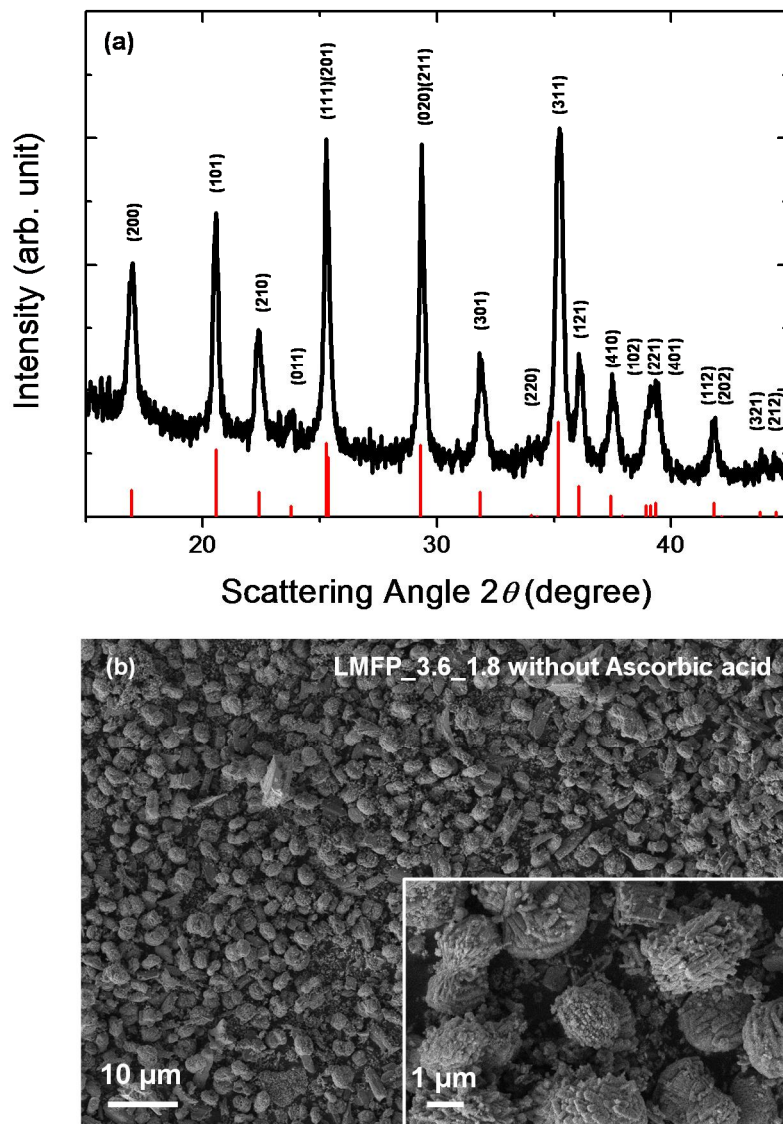 (a)
(200)
(101)
(210)
(011)
(111)(201)
(020)(211)
(301)
(220)
(311)
(121)
(410)
(102)
(221)
(401)
(112)
(202)
(321)
(212)
Intensity (arb. unit)
20 30 40
Scattering Angle 2θ (degree)
(b) LMFP_3.6_1.8 without Ascorbic acid
10 µm
1 µm